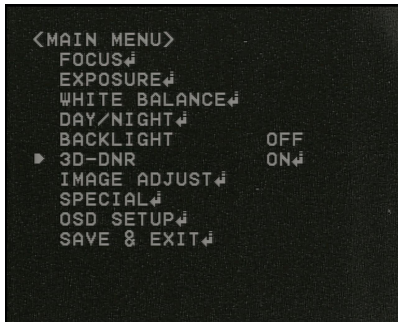 <MAIN MENU>
FOCUS↲
EXPOSURE↲
WHITE BALANCE↲
DAY/NIGHT↲
BACKLIGHT OFF
3D-DNR ON↲
IMAGE ADJUST↲
SPECIAL↲
OSD SETUP↲
SAVE & EXIT↲